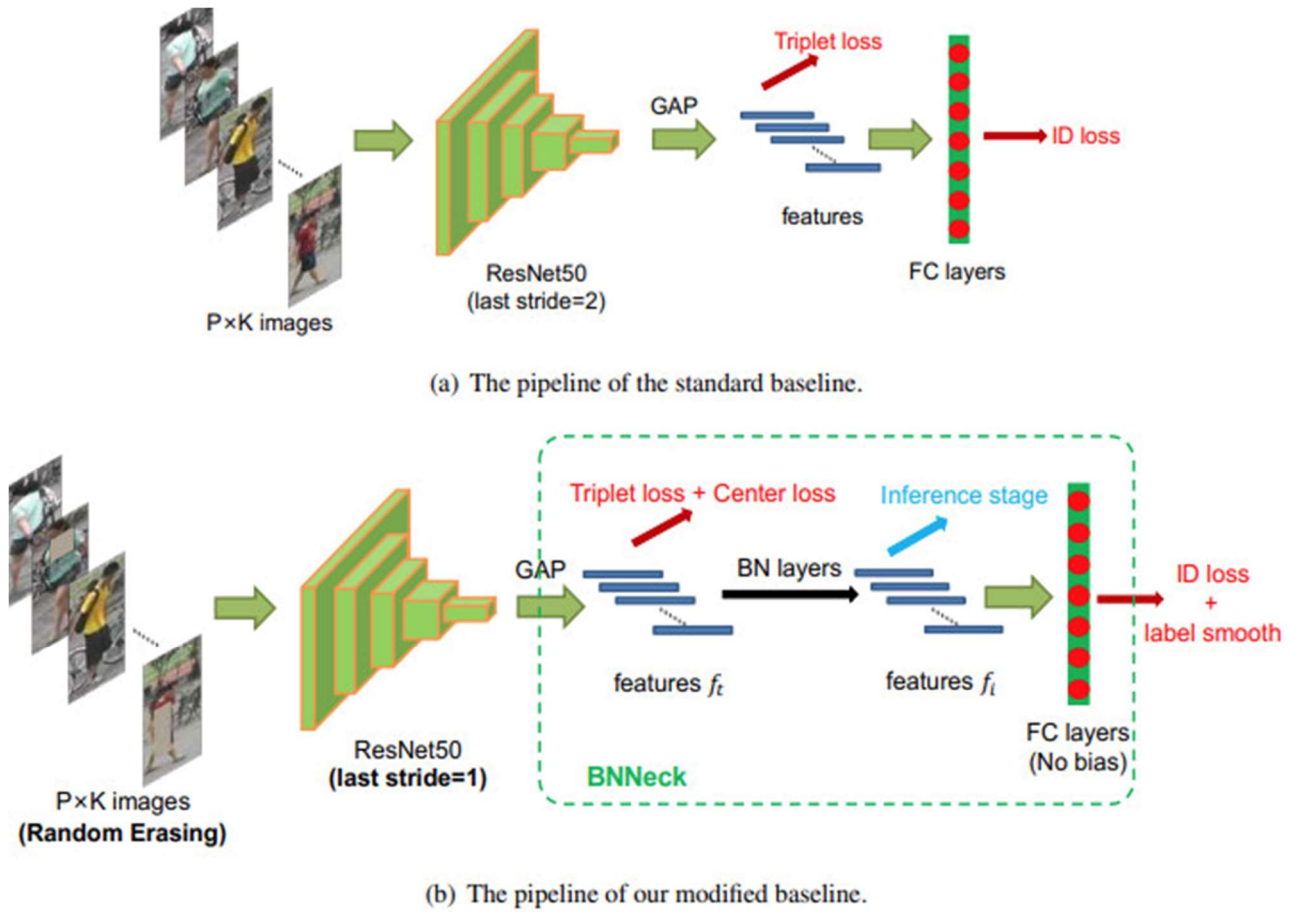 Triplet loss
GAP
ID loss
features
FC layers
ResNet50
(last stride=2)
P×K images
(a) The pipeline of the standard baseline.
Triplet loss + Center loss
Inference stage
GAP
BN layers
ID loss
+
label smooth
features fₜ
features fᵢ
FC layers
(No bias)
ResNet50
(last stride=1)
BNNeck
P×K images
(Random Erasing)
(b) The pipeline of our modified baseline.